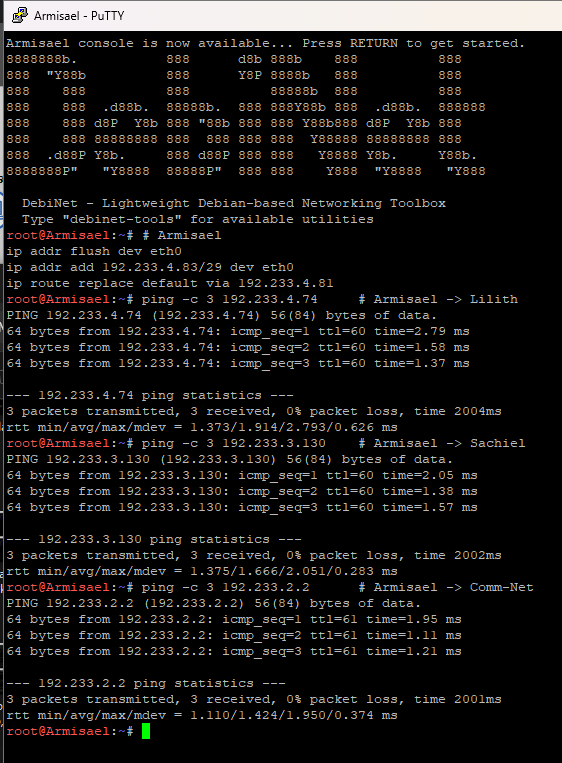 Armisael - PuTTY
Armisael console is now available... Press RETURN to get started.
8888888b.           888      d8b 888b    888          888
888  "Y88b          888      Y8P 8888b   888          888
888    888          888          88888b  888          888
888    888  .d88b.  88888b.  888 888Y88b 888  .d88b.  888888
888    888 d8P  Y8b 888 "88b 888 888 Y88b888 d8P  Y8b 888
888    888 88888888 888  888 888 888  Y88888 88888888 888
888  .d88P Y8b.     888 d88P 888 888   Y8888 Y8b.     Y88b.
8888888P"   "Y8888  88888P"  888 888    Y888  "Y8888   "Y888
DebiNet - Lightweight Debian-based Networking Toolbox
Type "debinet-tools" for available utilities
root@Armisael:~# # Armisael
ip addr flush dev eth0
ip addr add 192.233.4.83/29 dev eth0
ip route replace default via 192.233.4.81
root@Armisael:~# ping -c 3 192.233.4.74     # Armisael -> Lilith
PING 192.233.4.74 (192.233.4.74) 56(84) bytes of data.
64 bytes from 192.233.4.74: icmp_seq=1 ttl=60 time=2.79 ms
64 bytes from 192.233.4.74: icmp_seq=2 ttl=60 time=1.58 ms
64 bytes from 192.233.4.74: icmp_seq=3 ttl=60 time=1.37 ms
--- 192.233.4.74 ping statistics ---
3 packets transmitted, 3 received, 0% packet loss, time 2004ms
rtt min/avg/max/mdev = 1.373/1.914/2.793/0.626 ms
root@Armisael:~# ping -c 3 192.233.3.130    # Armisael -> Sachiel
PING 192.233.3.130 (192.233.3.130) 56(84) bytes of data.
64 bytes from 192.233.3.130: icmp_seq=1 ttl=60 time=2.05 ms
64 bytes from 192.233.3.130: icmp_seq=2 ttl=60 time=1.38 ms
64 bytes from 192.233.3.130: icmp_seq=3 ttl=60 time=1.57 ms
--- 192.233.3.130 ping statistics ---
3 packets transmitted, 3 received, 0% packet loss, time 2002ms
rtt min/avg/max/mdev = 1.375/1.666/2.051/0.283 ms
root@Armisael:~# ping -c 3 192.233.2.2      # Armisael -> Comm-Net
PING 192.233.2.2 (192.233.2.2) 56(84) bytes of data.
64 bytes from 192.233.2.2: icmp_seq=1 ttl=61 time=1.95 ms
64 bytes from 192.233.2.2: icmp_seq=2 ttl=61 time=1.11 ms
64 bytes from 192.233.2.2: icmp_seq=3 ttl=61 time=1.21 ms
--- 192.233.2.2 ping statistics ---
3 packets transmitted, 3 received, 0% packet loss, time 2001ms
rtt min/avg/max/mdev = 1.110/1.424/1.950/0.374 ms
root@Armisael:~#